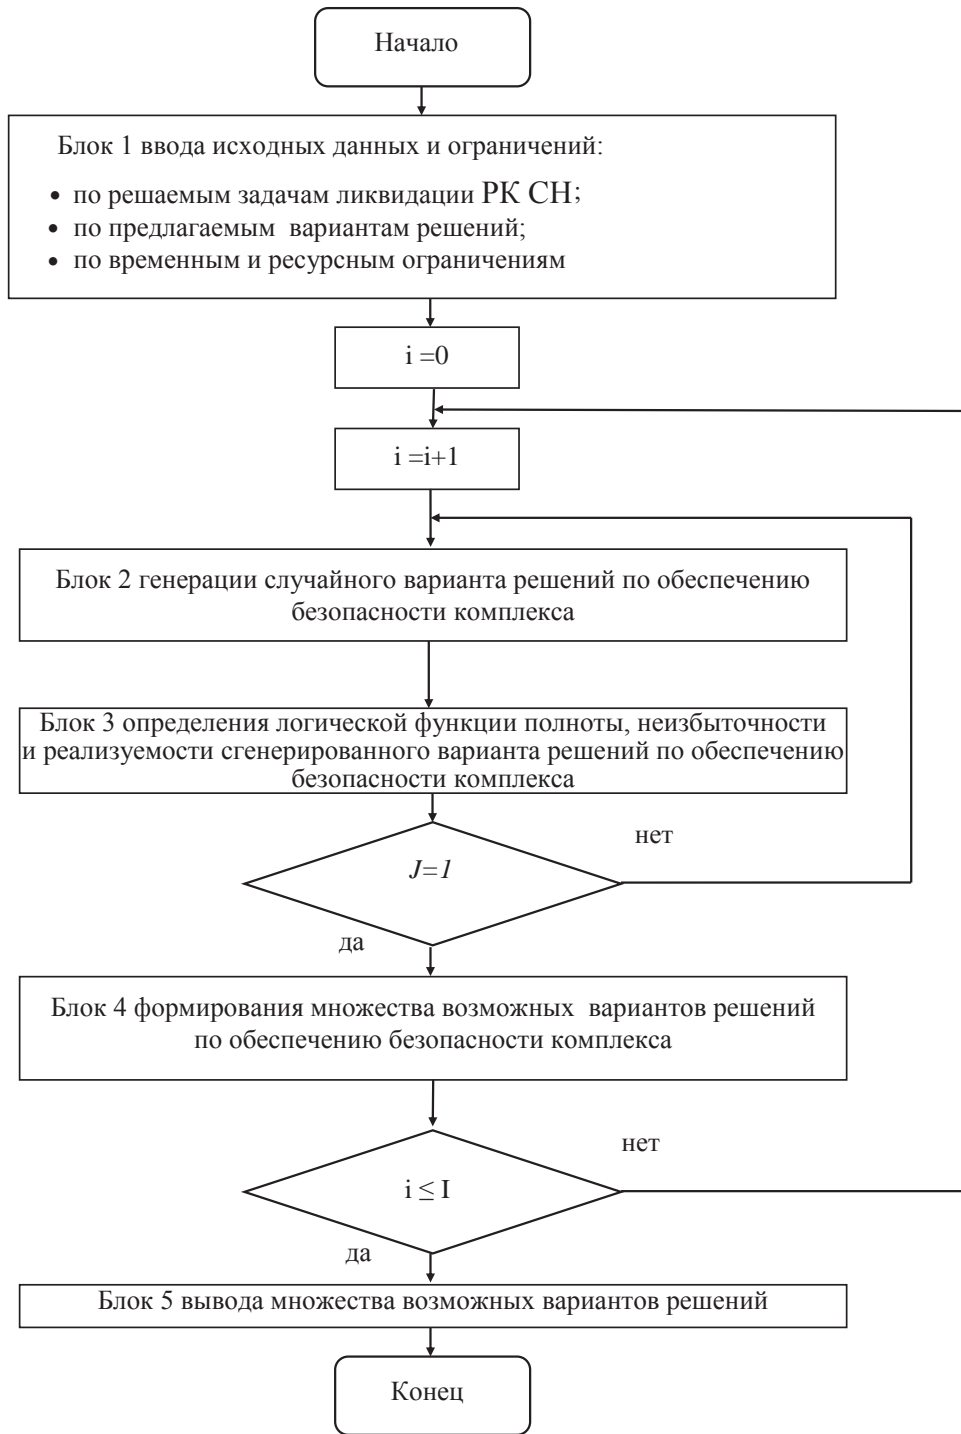 Начало
Блок 1 ввода исходных данных и ограничений:
• по решаемым задачам ликвидации РК СН;
• по предлагаемым вариантам решений;
• по временным и ресурсным ограничениям
i =0
i =i+1
Блок 2 генерации случайного варианта решений по обеспечению
безопасности комплекса
Блок 3 определения логической функции полноты, неизбыточности
и реализуемости сгенерированного варианта решений по обеспечению
безопасности комплекса
нет
J=1
да
Блок 4 формирования множества возможных вариантов решений
по обеспечению безопасности комплекса
нет
i ≤ I
да
Блок 5 вывода множества возможных вариантов решений
Конец